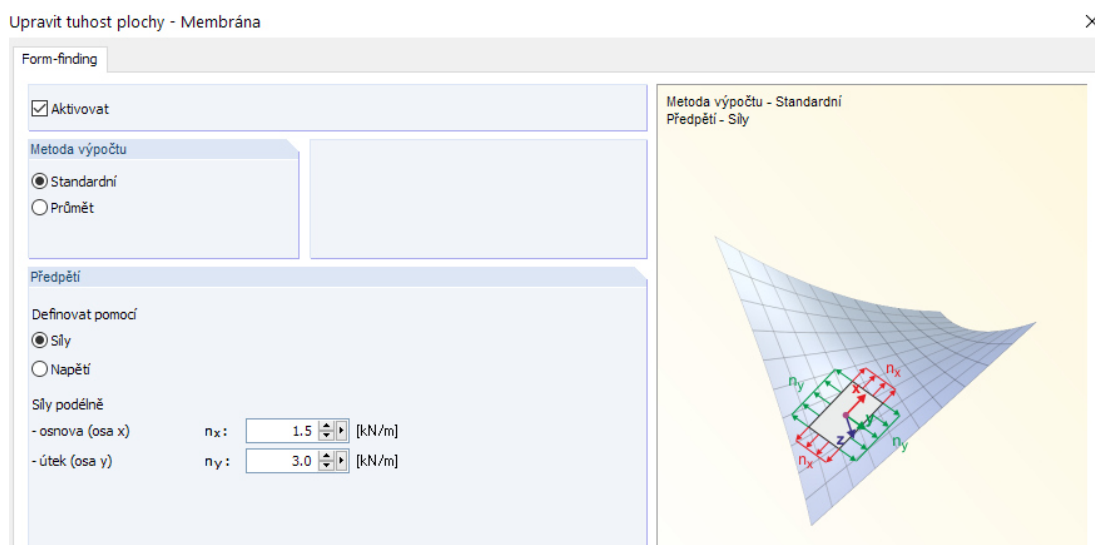 Upravit tuhost plochy - Membrána
Form-finding
Aktivovat
Metoda výpočtu
Standardní
Průmět
Předpětí
Definovat pomocí
Síly
Napětí
Síly podélně
- osnova (osa x) nx: 1.5 [kN/m]
- útek (osa y) ny: 3.0 [kN/m]
Metoda výpočtu - Standardní
Předpětí - Síly
nx
ny
x
y
z
nx
ny